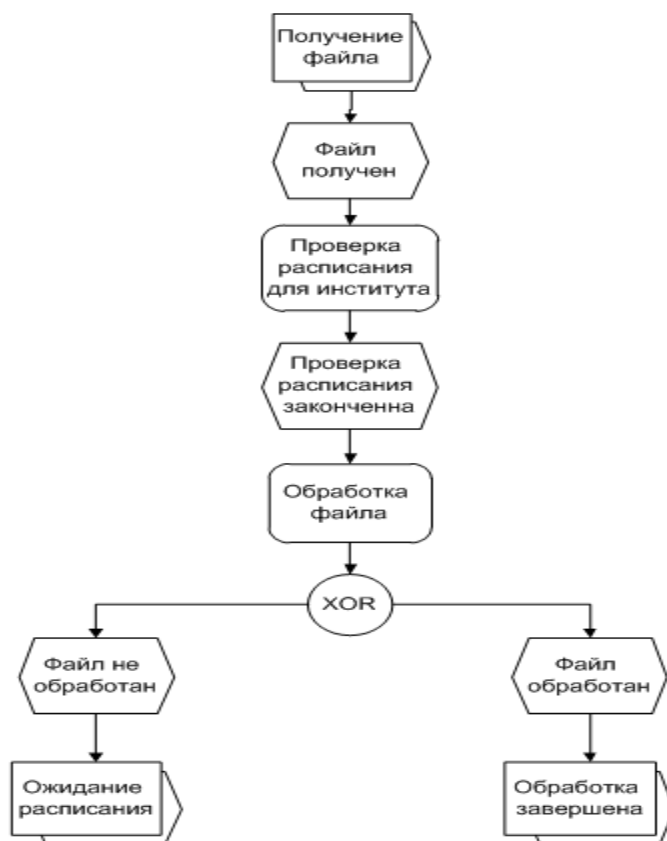 Получение
файла
Файл
получен
Проверка
расписания
для института
Проверка
расписания
законченна
Обработка
файла
XOR
Файл не
обработан
Файл
обработан
Ожидание
расписания
Обработка
завершена